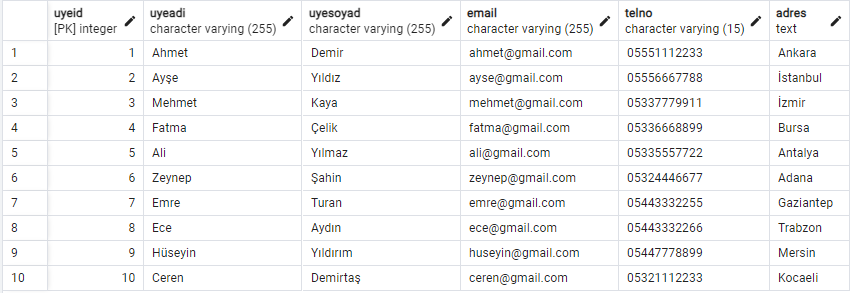 uyeid uyeadi uyesoyad email telno adres
[PK] integer character varying (255) character varying (255) character varying (255) character varying (15) text
1 1 Ahmet Demir ahmet@gmail.com 05551112233 Ankara
2 2 Ayşe Yıldız ayse@gmail.com 05556667788 İstanbul
3 3 Mehmet Kaya mehmet@gmail.com 05337779911 İzmir
4 4 Fatma Çelik fatma@gmail.com 05336668899 Bursa
5 5 Ali Yılmaz ali@gmail.com 05335557722 Antalya
6 6 Zeynep Şahin zeynep@gmail.com 05324446677 Adana
7 7 Emre Turan emre@gmail.com 05443332255 Gaziantep
8 8 Ece Aydın ece@gmail.com 05443332266 Trabzon
9 9 Hüseyin Yıldırım huseyin@gmail.com 05447778899 Mersin
10 10 Ceren Demirtaş ceren@gmail.com 05321112233 Kocaeli